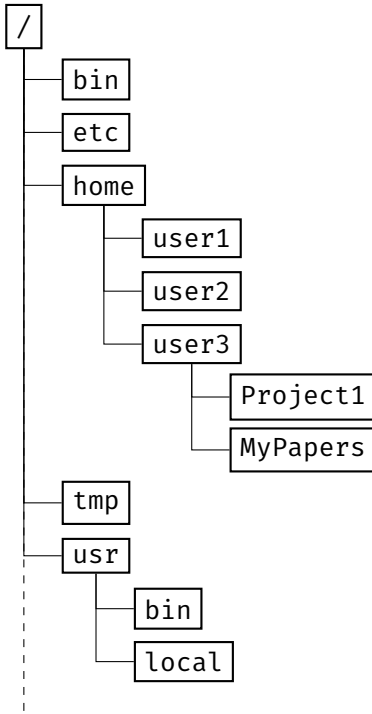 /
bin
etc
home
user1
user2
user3
Project1
MyPapers
tmp
usr
bin
local